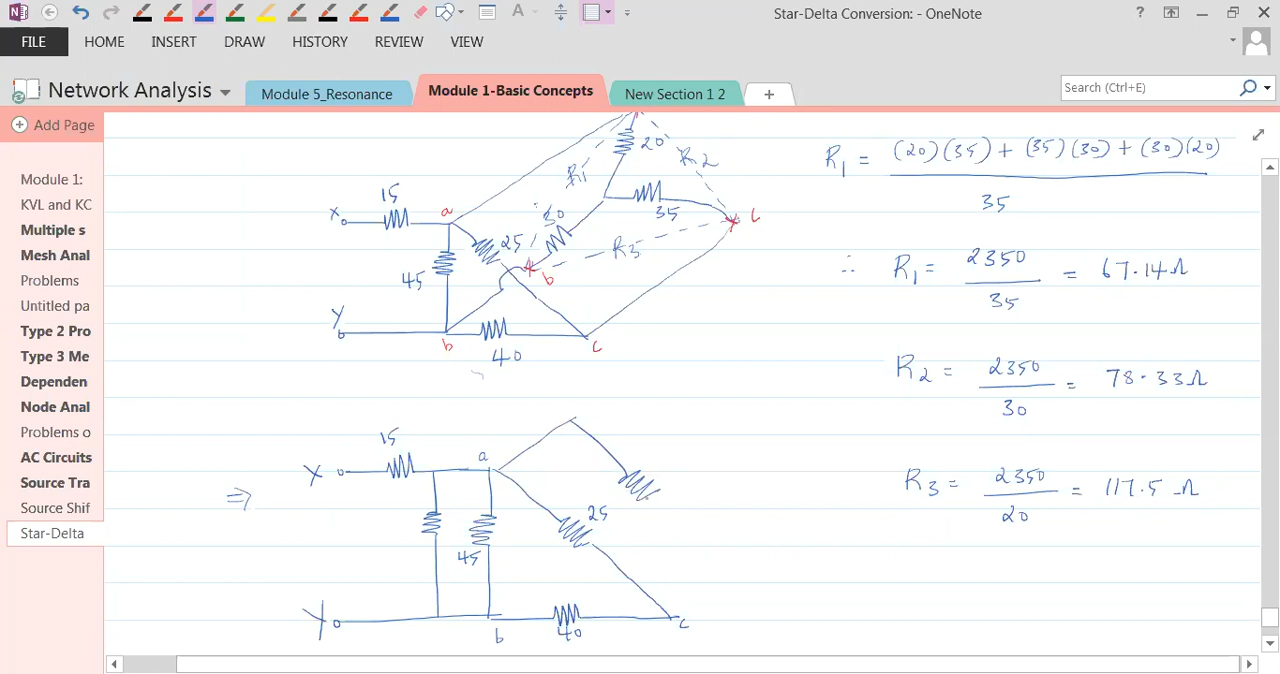 Star-Delta Conversion: - OneNote
FILE HOME INSERT DRAW HISTORY REVIEW VIEW
Network Analysis
Module 5_Resonance
Module 1-Basic Concepts
New Section 1 2
+
Search (Ctrl+E)
Add Page
Module 1:
KVL and KC
Multiple s
Mesh Anal
Problems
Untitled pa
Type 2 Pro
Type 3 Me
Dependen
Node Anal
Problems o
AC Circuits
Source Tra
Source Shif
Star-Delta
20
R1
R2
15
x
a
30
35
c
25
R3
45
b
Y
b
40
c
R1 = (20)(35) + (35)(30) + (30)(20)
35
∴ R1 = 2350
35
= 67.14Ω
R2 = 2350
30
= 78.33Ω
R3 = 2350
20
= 117.5 Ω
⇒
15
X
a
25
45
Y
b
40
c